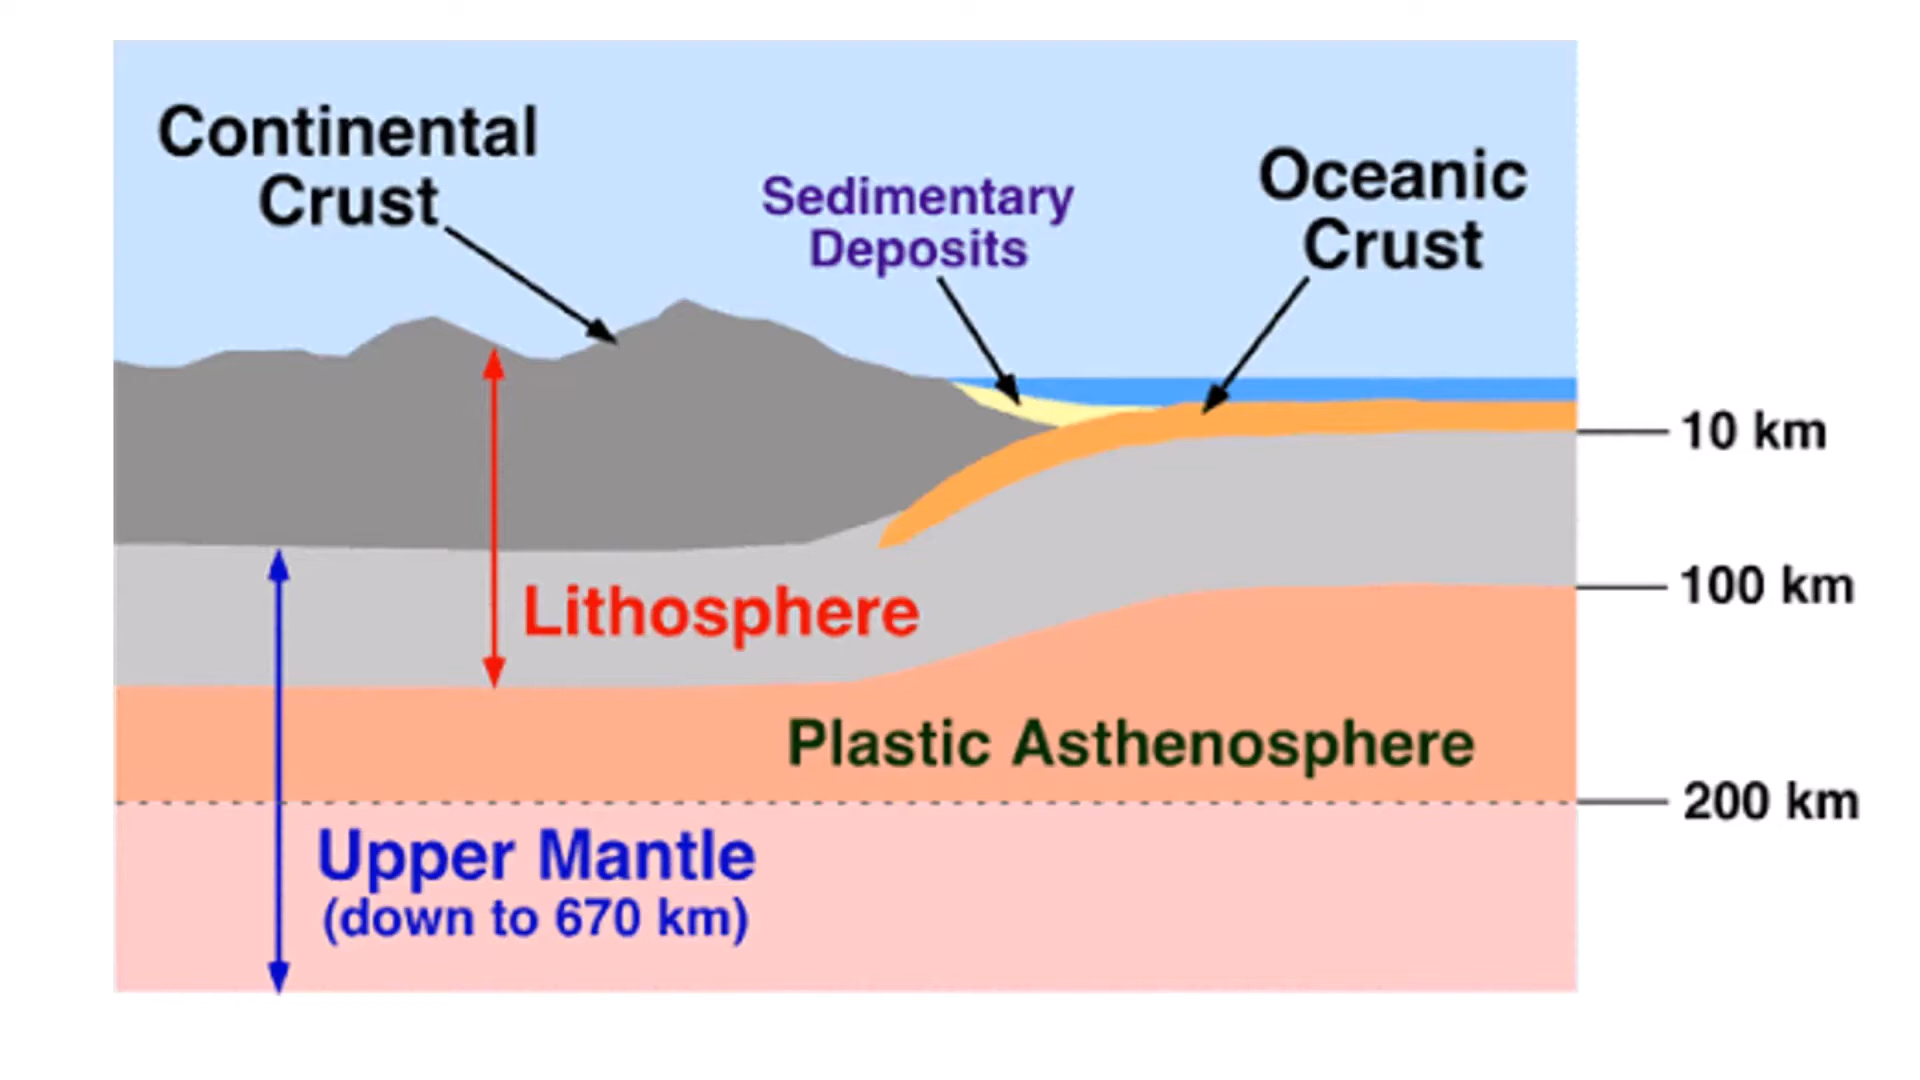 Continental
Crust
Sedimentary
Deposits
Oceanic
Crust
10 km
Lithosphere
100 km
Plastic Asthenosphere
200 km
Upper Mantle
(down to 670 km)